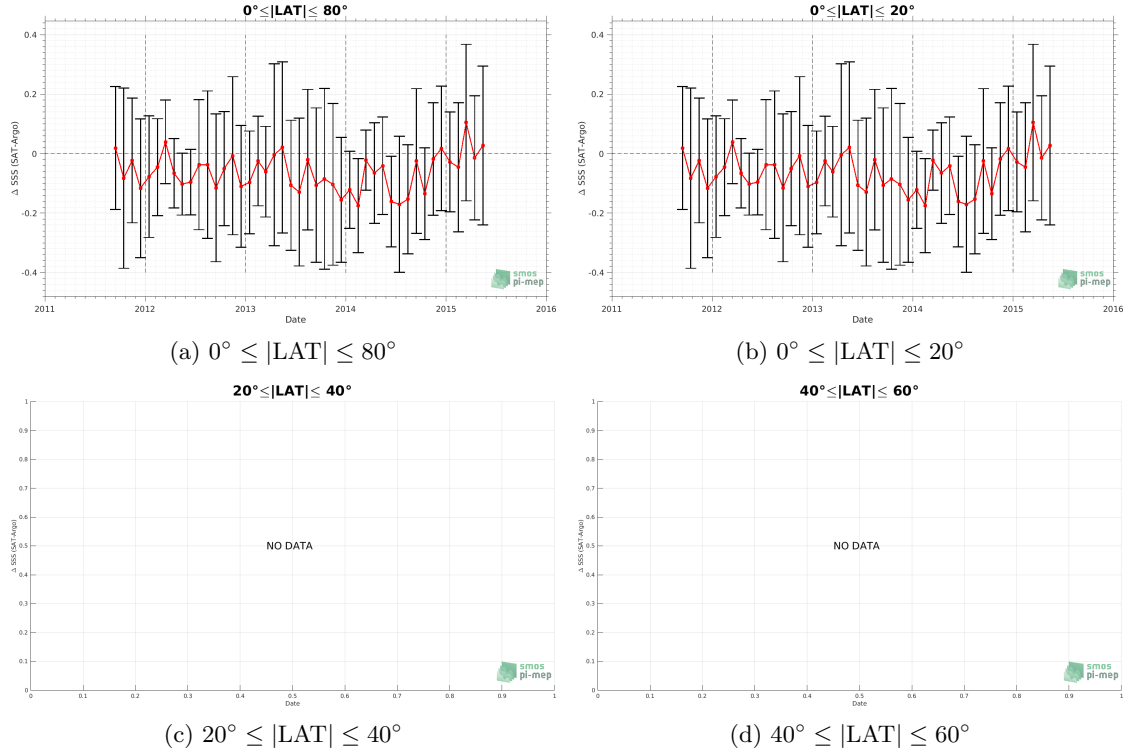 0°≤|LAT|≤ 80°
Δ SSS (SAT-Argo)
0.4
0.2
0
-0.2
-0.4
2011 2012 2013 2014 2015 2016
Date
smos
pi-mep
(a) 0° ≤ |LAT| ≤ 80°
0°≤|LAT|≤ 20°
Δ SSS (SAT-Argo)
0.4
0.2
0
-0.2
-0.4
2011 2012 2013 2014 2015 2016
Date
smos
pi-mep
(b) 0° ≤ |LAT| ≤ 20°
20°≤|LAT|≤ 40°
Δ SSS (SAT-Argo)
1
0.9
0.8
0.7
0.6
0.5
0.4
0.3
0.2
0.1
0
NO DATA
0 0.1 0.2 0.3 0.4 0.5 0.6 0.7 0.8 0.9 1
Date
smos
pi-mep
(c) 20° ≤ |LAT| ≤ 40°
40°≤|LAT|≤ 60°
Δ SSS (SAT-Argo)
1
0.9
0.8
0.7
0.6
0.5
0.4
0.3
0.2
0.1
0
NO DATA
0 0.1 0.2 0.3 0.4 0.5 0.6 0.7 0.8 0.9 1
Date
smos
pi-mep
(d) 40° ≤ |LAT| ≤ 60°